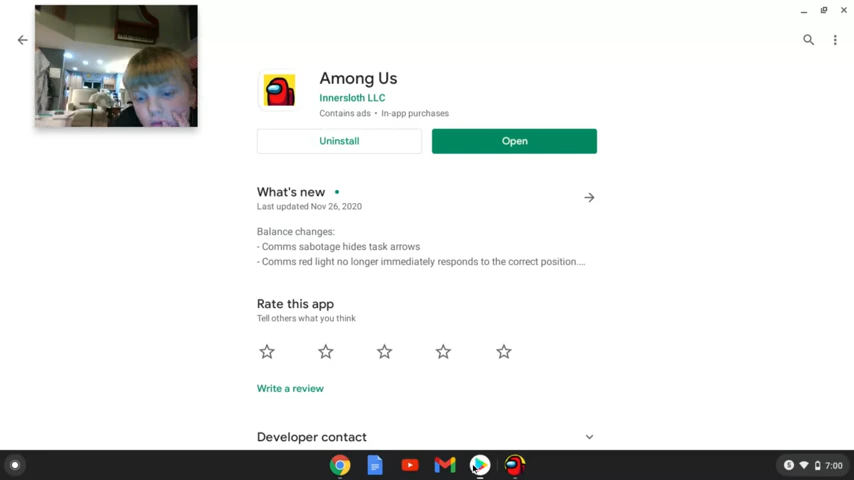 Among Us
Innersloth LLC
Contains ads • In-app purchases
Uninstall
Open
What's new •
Last updated Nov 26, 2020
Balance changes:
- Comms sabotage hides task arrows
- Comms red light no longer immediately responds to the correct position....
Rate this app
Tell others what you think
Write a review
Developer contact
7:00